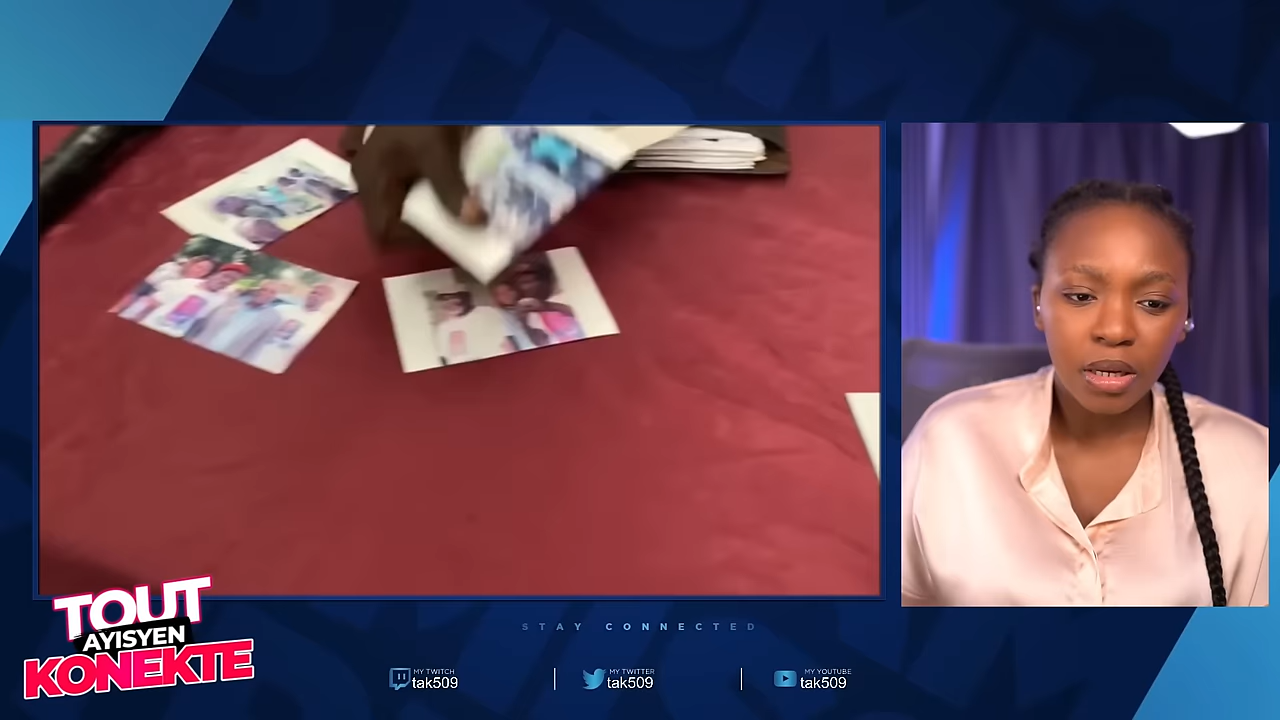 TOUT
AYISYEN
KONEKTE
STAY CONNECTED
MY TWITCH
tak509
MY TWITTER
tak509
MY YOUTUBE
tak509